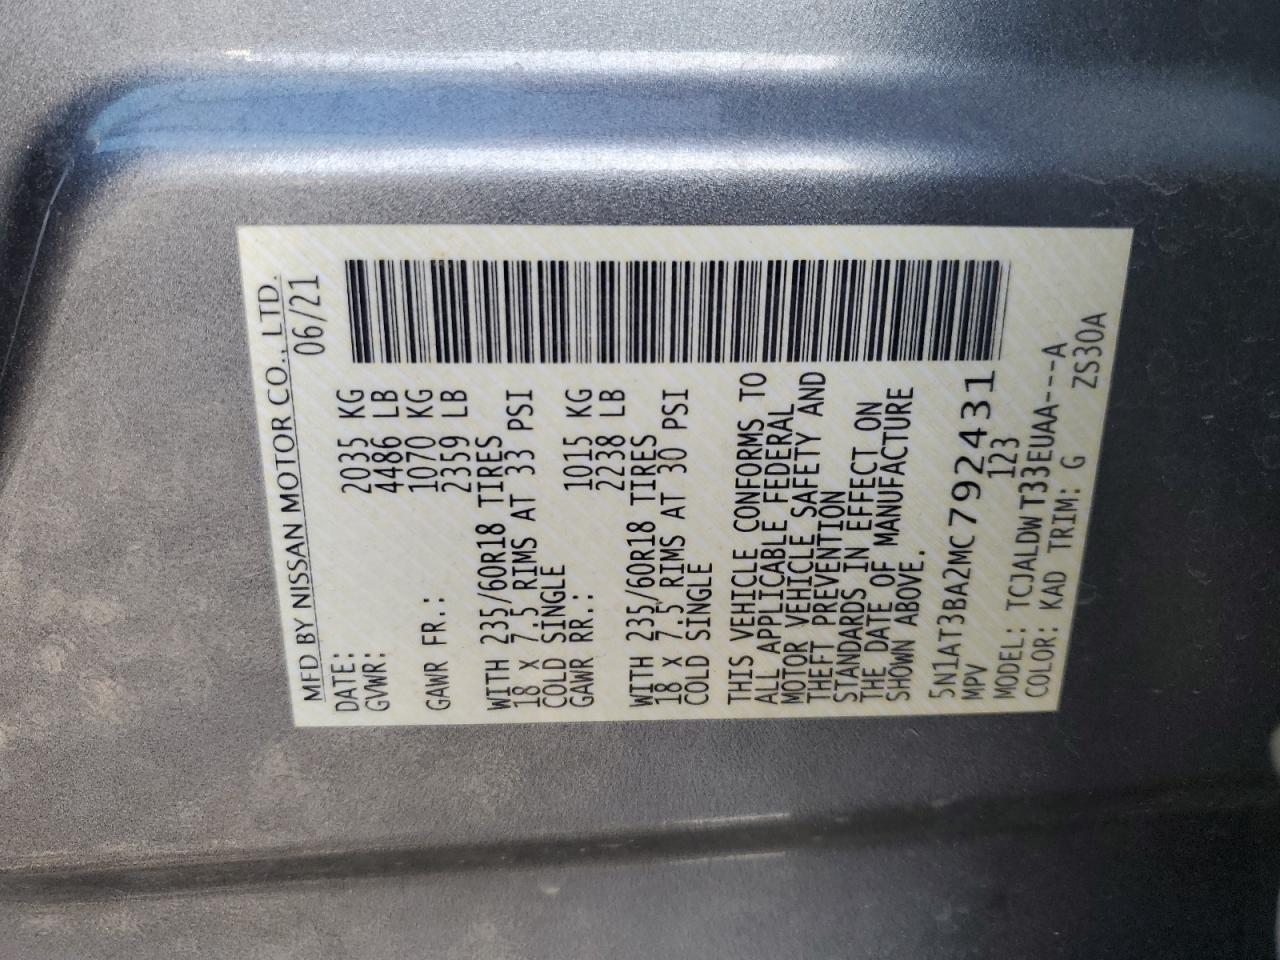 MFD BY NISSAN MOTOR CO., LTD.
DATE: 06/21
GVWR: 2035 KG
4486 LB
GAWR FR.: 1070 KG
2359 LB
WITH 235/60R18 TIRES
18 X 7.5 RIMS AT 33 PSI
COLD SINGLE
GAWR RR.: 1015 KG
2238 LB
WITH 235/60R18 TIRES
18 X 7.5 RIMS AT 30 PSI
COLD SINGLE
THIS VEHICLE CONFORMS TO
ALL APPLICABLE FEDERAL
MOTOR VEHICLE SAFETY AND
THEFT PREVENTION
STANDARDS IN EFFECT ON
THE DATE OF MANUFACTURE
SHOWN ABOVE.
5N1AT3BA2MC792431
MPV 123
MODEL: TCJALDWT33EUAA---A
COLOR: KAD TRIM: G ZS30A